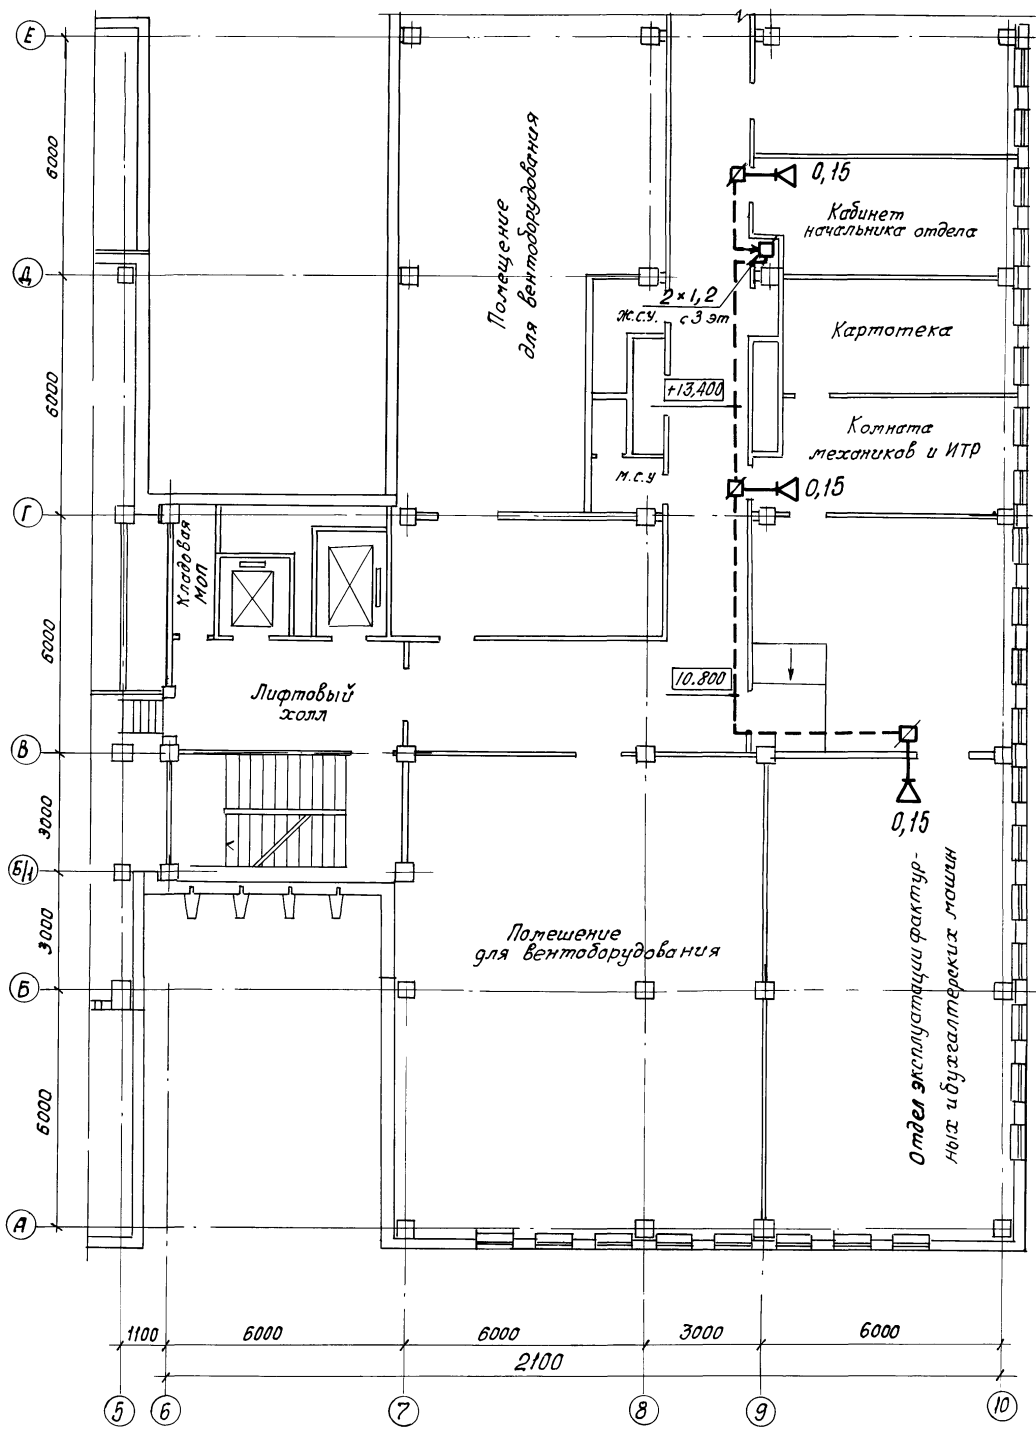 Е
6000
0,15
Помещение
для вентоборудования
Кабинет
начальника отдела
Д
2×1,2
ж.с.у. с 3 эт
Картотека
6000
+13,400
Комната
механиков и ИТР
м.с.у
0,15
Г
Кладовая
МОП
6000
10.800
Лифтовый
холл
В
3000
0,15
Б/1
3000
Помешение
для вентоборудования
Отдел эксплуатации фактур-
ных и бухгалтерских машин
Б
6000
А
1100 6000 6000 3000 6000
2100
5 6 7 8 9 10